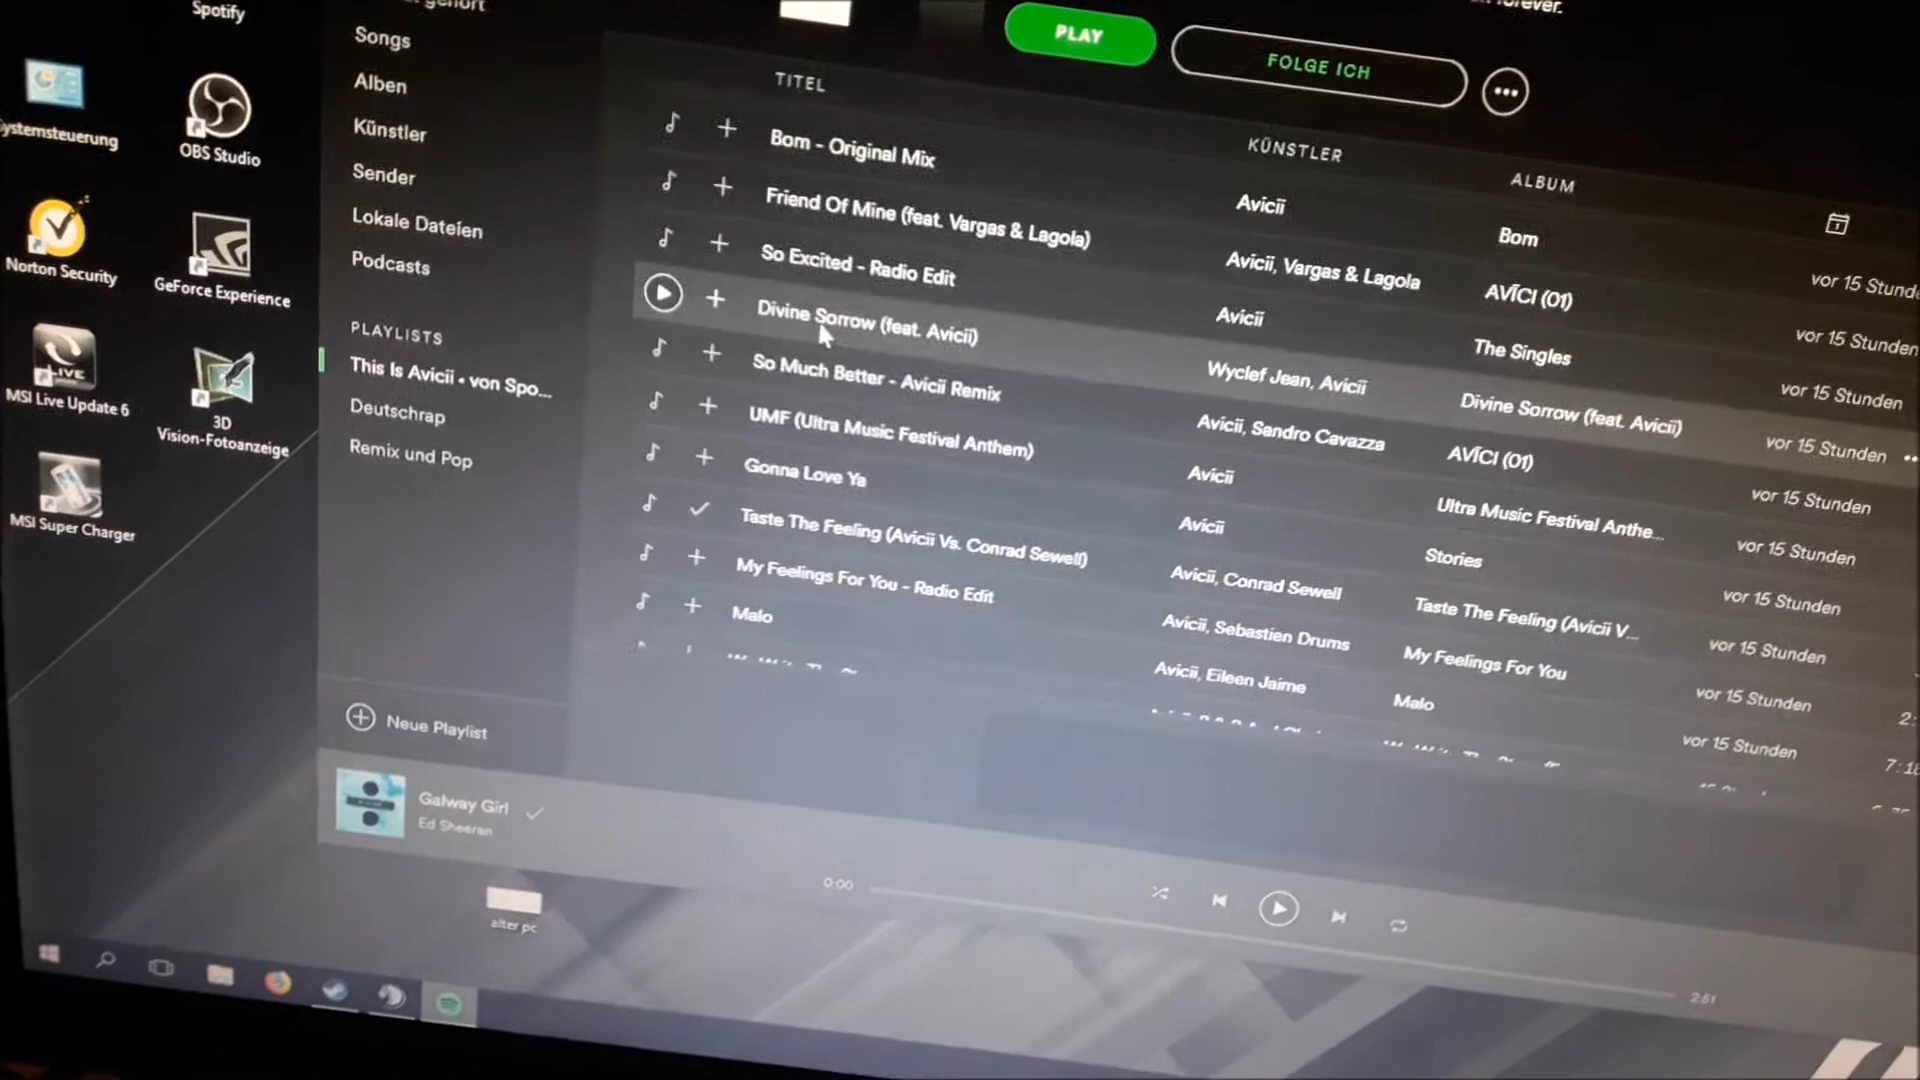 Spotify
OBS Studio
Norton Security
GeForce Experience
MSI Live Update 6
3D
Vision-Fotoanzeige
MSI Super Charger
LIVE
Songs
Alben
Künstler
Sender
Lokale Dateien
Podcasts
PLAYLISTS
This Is Avicii • von Spo...
Deutschrap
Remix und Pop
Neue Playlist
Galway Girl
Ed Sheeran
forever.
PLAY
FOLGE ICH
TITEL KÜNSTLER ALBUM
Bom - Original Mix Avicii Bom
Friend Of Mine (feat. Vargas & Lagola) Avicii, Vargas & Lagola AVĪCI (01) vor 15 Stunden
So Excited - Radio Edit Avicii The Singles vor 15 Stunden
Divine Sorrow (feat. Avicii) Wyclef Jean, Avicii Divine Sorrow (feat. Avicii) vor 15 Stunden
So Much Better - Avicii Remix Avicii, Sandro Cavazza AVĪCI (01) vor 15 Stunden
UMF (Ultra Music Festival Anthem) Avicii Ultra Music Festival Anthe... vor 15 Stunden
Gonna Love Ya Avicii Stories vor 15 Stunden
Taste The Feeling (Avicii Vs. Conrad Sewell) Avicii, Conrad Sewell Taste The Feeling (Avicii V... vor 15 Stunden
My Feelings For You - Radio Edit Avicii, Sebastien Drums My Feelings For You vor 15 Stunden
Malo Avicii, Eileen Jaime Malo vor 15 Stunden
0:00
2:51
alter pc